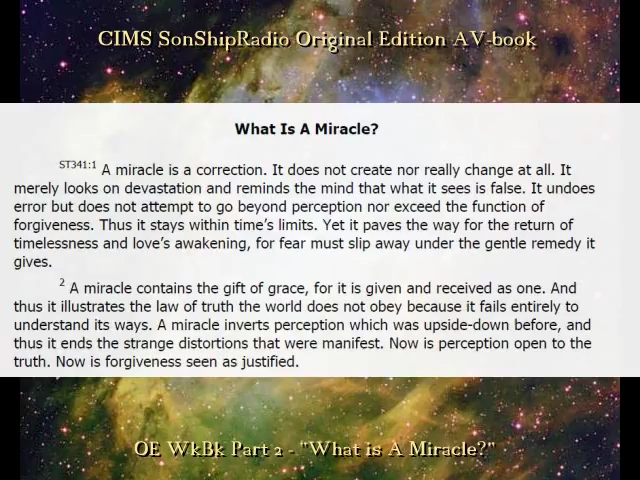 CIMS SonShipRadio Original Edition AV-book
What Is A Miracle?
ST341:1 A miracle is a correction. It does not create nor really change at all. It
merely looks on devastation and reminds the mind that what it sees is false. It undoes
error but does not attempt to go beyond perception nor exceed the function of
forgiveness. Thus it stays within time’s limits. Yet it paves the way for the return of
timelessness and love’s awakening, for fear must slip away under the gentle remedy it
gives.
2 A miracle contains the gift of grace, for it is given and received as one. And
thus it illustrates the law of truth the world does not obey because it fails entirely to
understand its ways. A miracle inverts perception which was upside-down before, and
thus it ends the strange distortions that were manifest. Now is perception open to the
truth. Now is forgiveness seen as justified.
OE WkBk Part 2 - "What is A Miracle?"